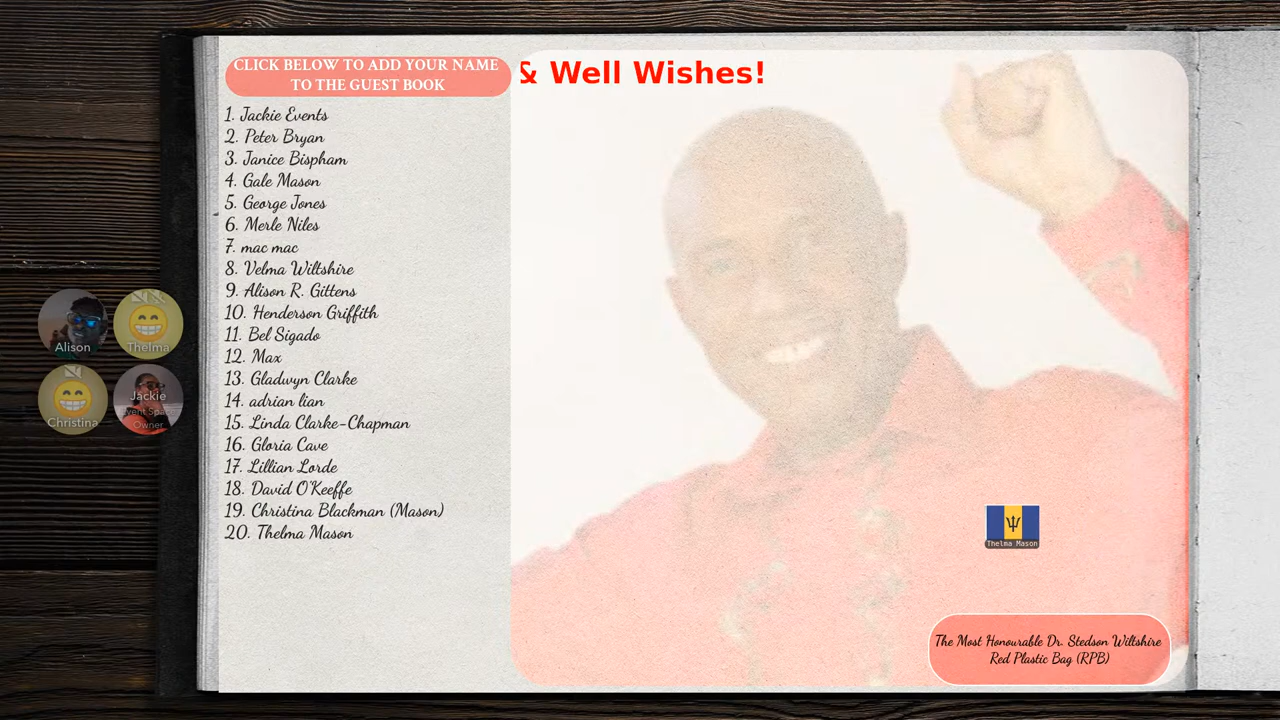 CLICK BELOW TO ADD YOUR NAME
TO THE GUEST BOOK
& Well Wishes!
1. Jackie Events
2. Peter Bryan
3. Janice Bispham
4. Gale Mason
5. George Jones
6. Merle Niles
7. mac mac
8. Velma Wiltshire
9. Alison R. Gittens
10. Henderson Griffith
11. Bel Sigado
12. Max
13. Gladwyn Clarke
14. adrian lian
15. Linda Clarke-Chapman
16. Gloria Cave
17. Lillian Lorde
18. David O'Keeffe
19. Christina Blackman (Mason)
20. Thelma Mason
Alison
Thelma
Christina
Jackie
Owner
Thelma Mason
The Most Honourable Dr. Stedson Wiltshire
Red Plastic Bag (RPB)